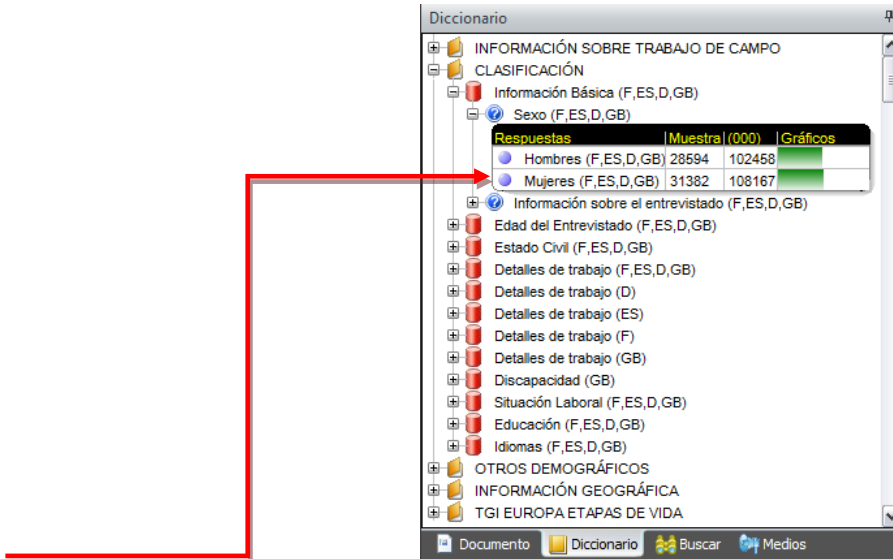 Diccionario
INFORMACIÓN SOBRE TRABAJO DE CAMPO
CLASIFICACIÓN
Información Básica (F,ES,D,GB)
Sexo (F,ES,D,GB)
Respuestas Muestra (000) Gráficos
Hombres (F,ES,D,GB) 28594 102458
Mujeres (F,ES,D,GB) 31382 108167
Información sobre el entrevistado (F,ES,D,GB)
Edad del Entrevistado (F,ES,D,GB)
Estado Civil (F,ES,D,GB)
Detalles de trabajo (F,ES,D,GB)
Detalles de trabajo (D)
Detalles de trabajo (ES)
Detalles de trabajo (F)
Detalles de trabajo (GB)
Discapacidad (GB)
Situación Laboral (F,ES,D,GB)
Educación (F,ES,D,GB)
Idiomas (F,ES,D,GB)
OTROS DEMOGRÁFICOS
INFORMACIÓN GEOGRÁFICA
TGI EUROPA ETAPAS DE VIDA
Documento Diccionario Buscar Medios